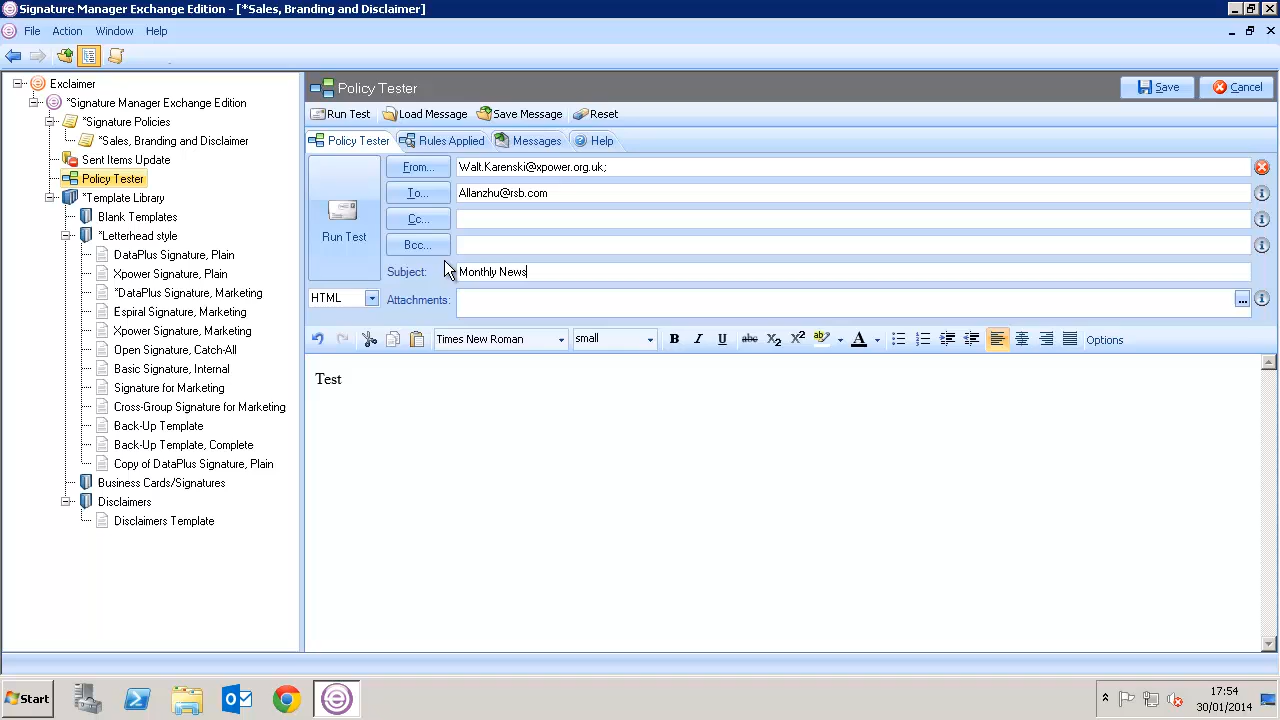 Signature Manager Exchange Edition - [*Sales, Branding and Disclaimer]
File Action Window Help
Exclaimer
*Signature Manager Exchange Edition
*Signature Policies
*Sales, Branding and Disclaimer
Sent Items Update
Policy Tester
*Template Library
Blank Templates
*Letterhead style
DataPlus Signature, Plain
Xpower Signature, Plain
*DataPlus Signature, Marketing
Espiral Signature, Marketing
Xpower Signature, Marketing
Open Signature, Catch-All
Basic Signature, Internal
Signature for Marketing
Cross-Group Signature for Marketing
Back-Up Template
Back-Up Template, Complete
Copy of DataPlus Signature, Plain
Business Cards/Signatures
Disclaimers
Disclaimers Template
Policy Tester
Save Cancel
Run Test Load Message Save Message Reset
Policy Tester Rules Applied Messages Help
Run Test
From... Walt.Karenski@xpower.org.uk;
To... Allanzhu@rsb.com
Cc...
Bcc...
Subject: Monthly News
HTML Attachments: ...
Times New Roman small B I U abc X2 X2 ab A Options
Test
Start
17:54
30/01/2014